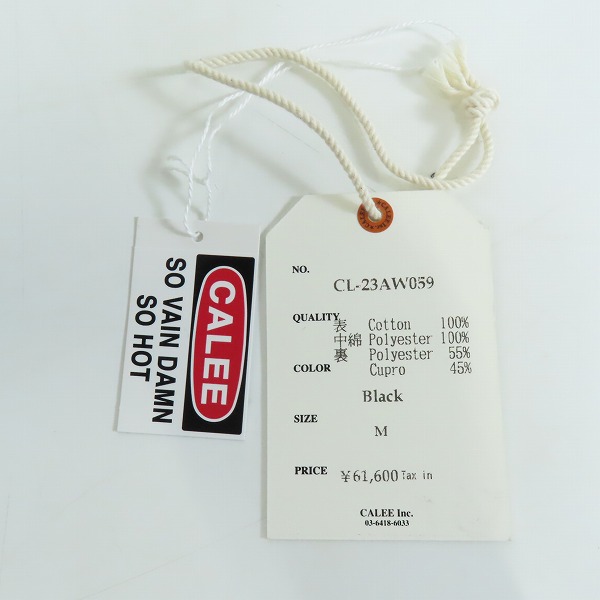 CALEE
SO VAIN DAMN
SO HOT
NO.
CL-23AW059
QUALITY
表 Cotton 100%
中綿 Polyester 100%
裏 Polyester 55%
Cupro 45%
COLOR
Black
SIZE
M
PRICE
¥61,600 Tax in
CALEE Inc.
03-6418-6033